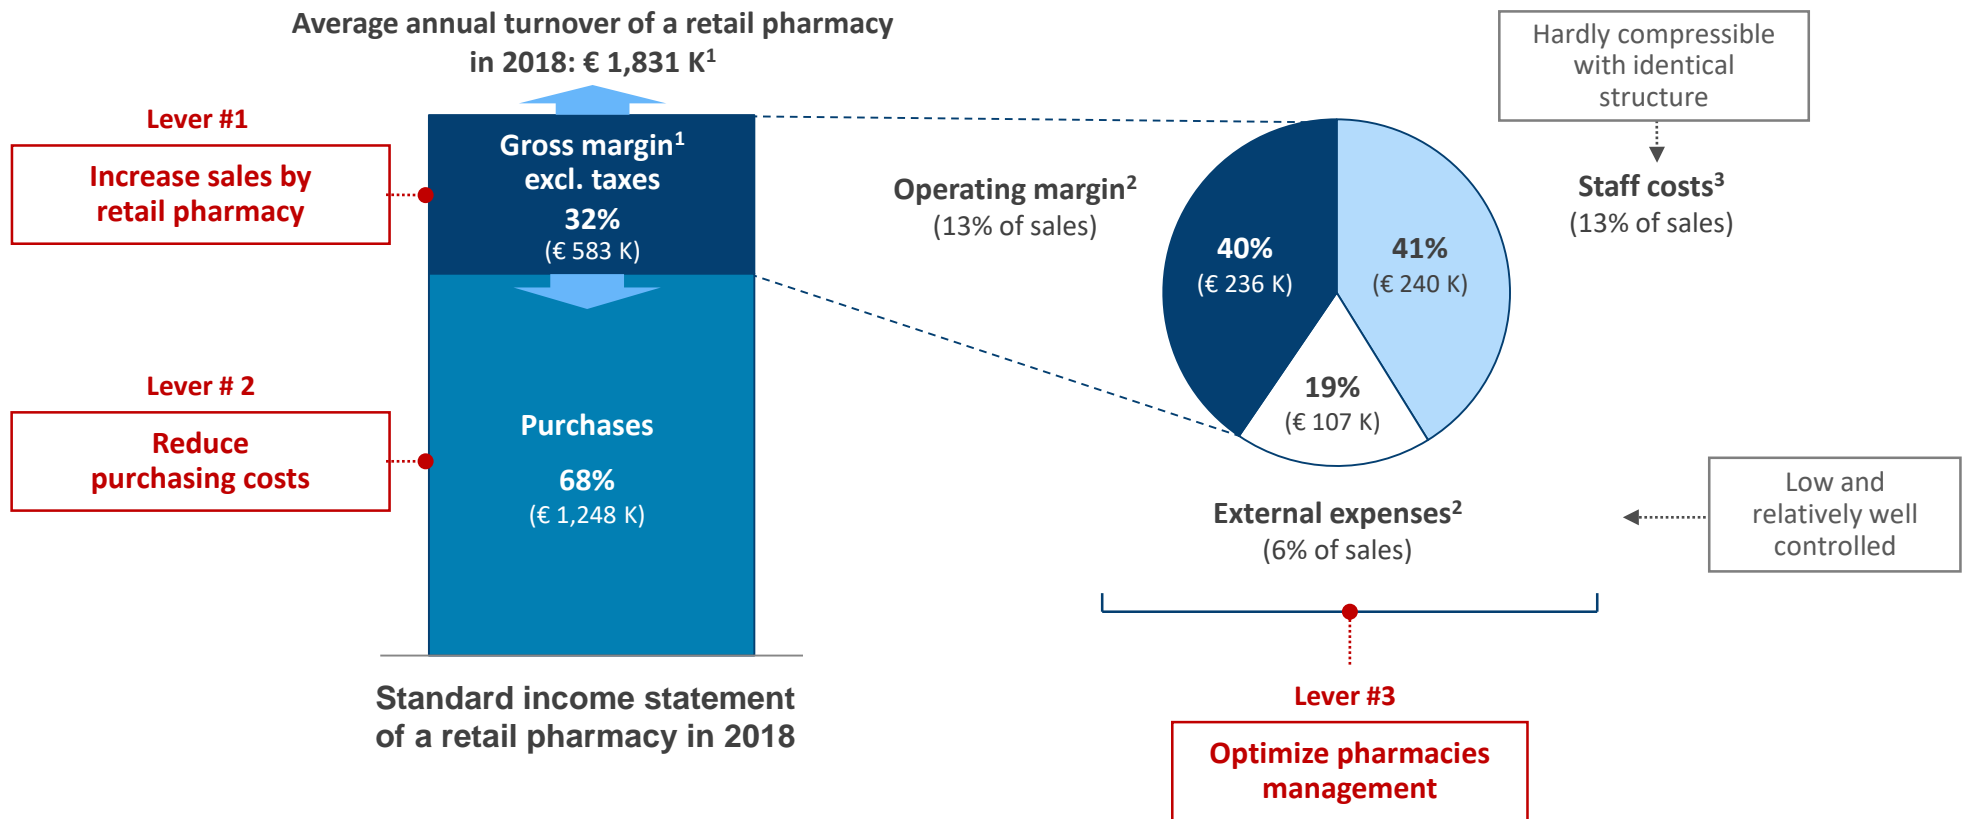 Average annual turnover of a retail pharmacy
in 2018: € 1,831 K1
Lever #1
Increase sales by
retail pharmacy
Gross margin1
excl. taxes
32%
(€ 583 K)
Lever # 2
Reduce
purchasing costs
Purchases
68%
(€ 1,248 K)
Standard income statement
of a retail pharmacy in 2018
Operating margin2
(13% of sales)
40%
(€ 236 K)
41%
(€ 240 K)
19%
(€ 107 K)
Hardly compressible
with identical
structure
Staff costs3
(13% of sales)
External expenses2
(6% of sales)
Low and
relatively well
controlled
Lever #3
Optimize pharmacies
management